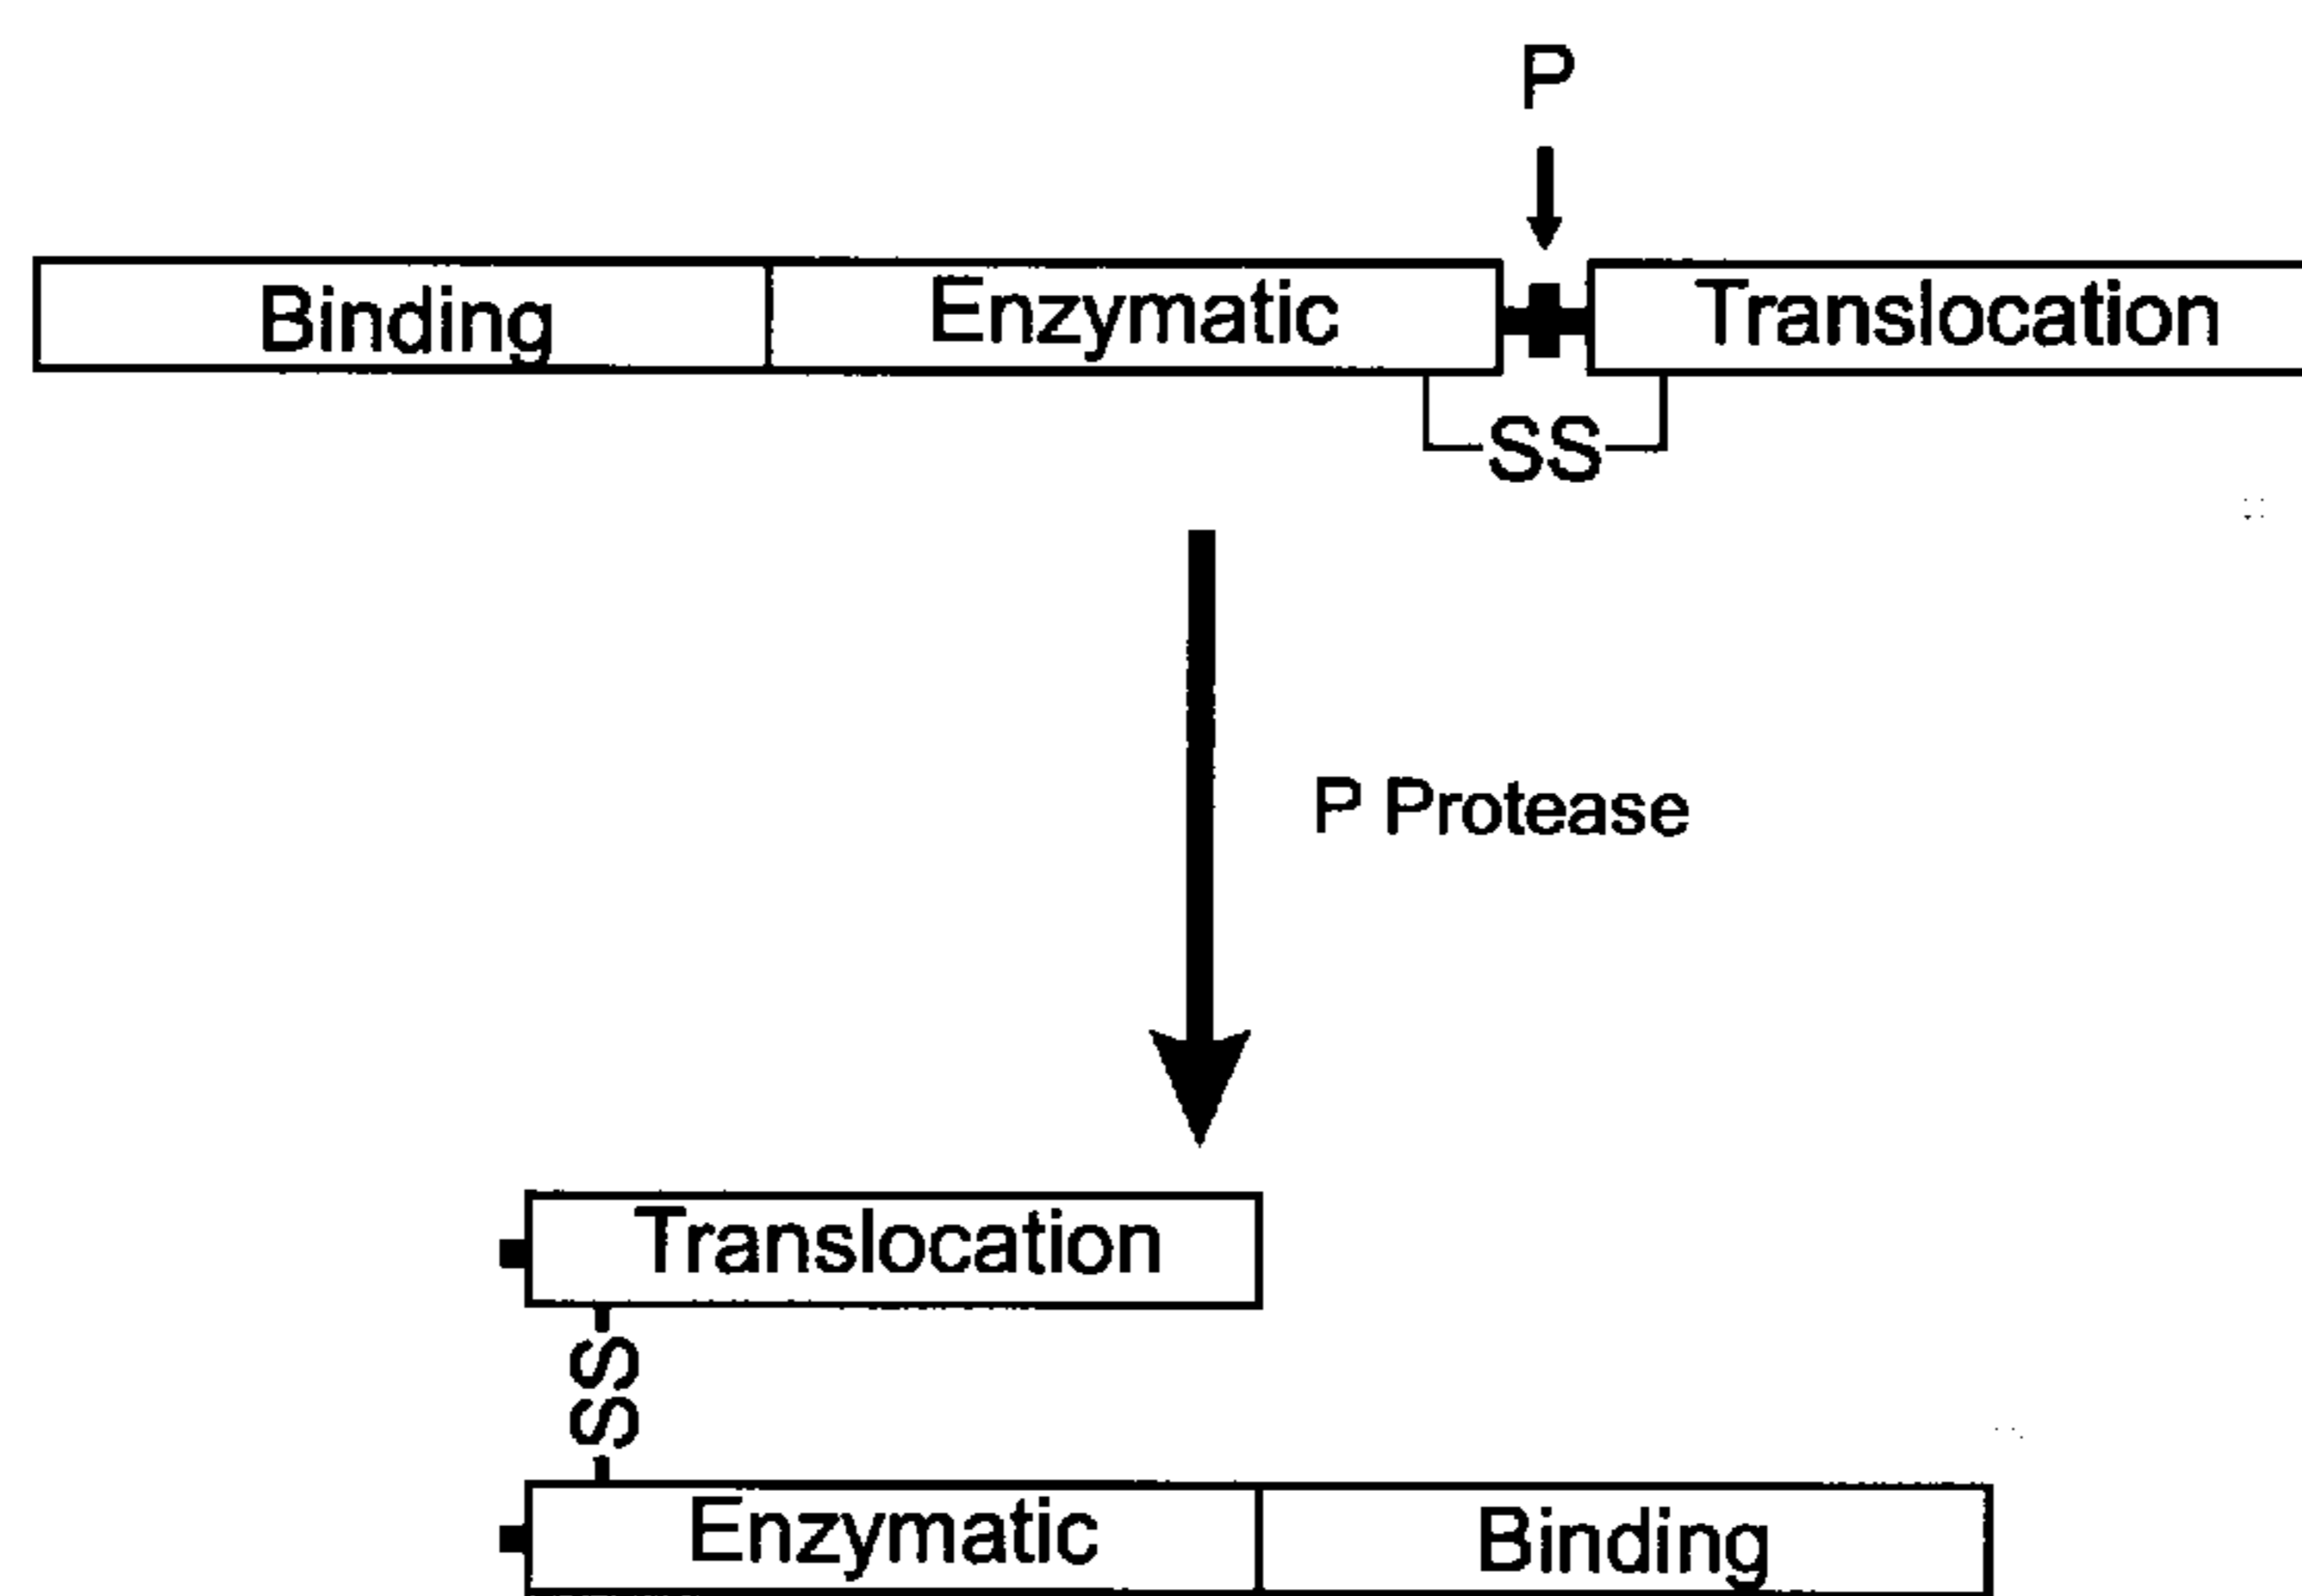 P
Binding Enzymatic Translocation
SS
P Protease
Translocation
SS
Enzymatic Binding